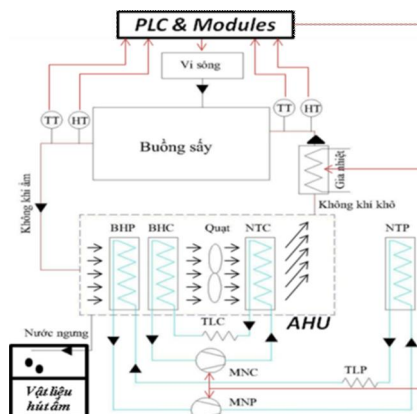 PLC & Modules
Vi sóng
TT
HT
TT
HT
Buồng sấy
Gia nhiệt
Không khí ẩm
Không khí khô
BHP
BHC
Quạt
NTC
NTP
AHU
Nước ngưng
TLC
MNC
TLP
MNP
Vật liệu
hút ẩm